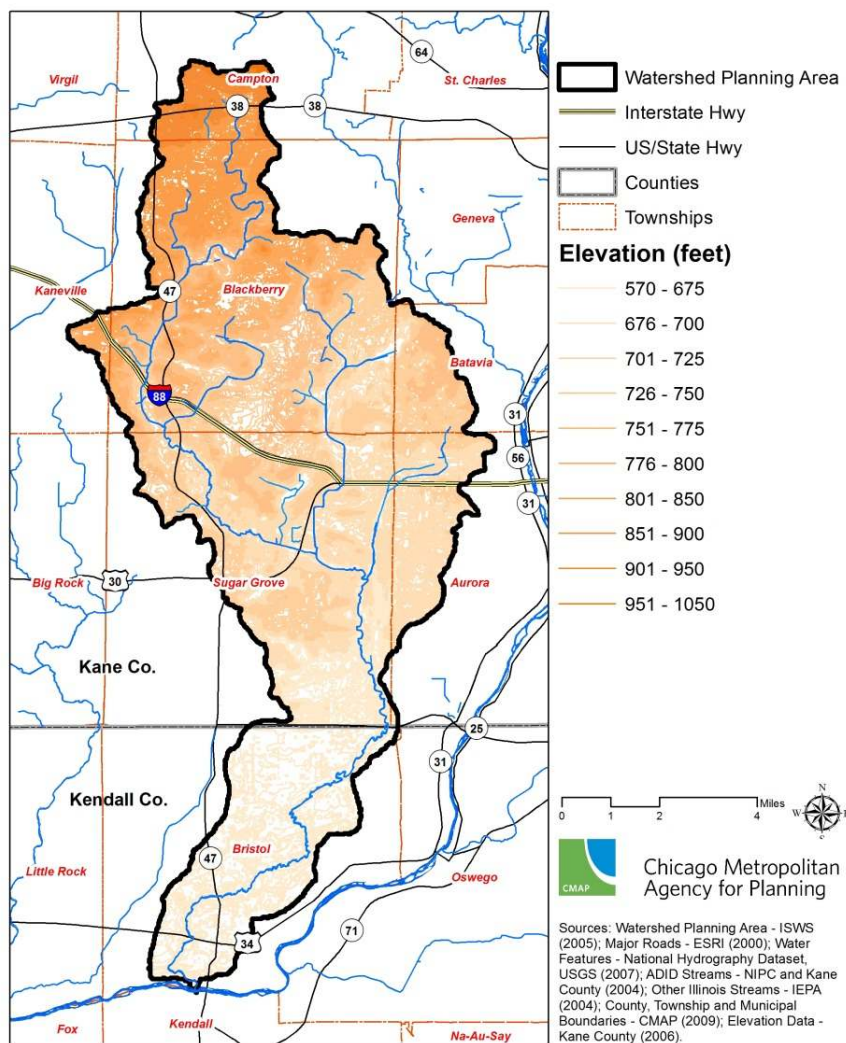 64
Virgil
Campton
St. Charles
38
38
Geneva
Kaneville
47
Blackberry
Batavia
88
31
56
31
Big Rock
30
Sugar Grove
Aurora
Kane Co.
25
31
Kendall Co.
47
Bristol
Little Rock
Oswego
34
71
Fox
Kendall
Na-Au-Say
Watershed Planning Area
Interstate Hwy
US/State Hwy
Counties
Townships
Elevation (feet)
570 - 675
676 - 700
701 - 725
726 - 750
751 - 775
776 - 800
801 - 850
851 - 900
901 - 950
951 - 1050
Miles
0 1 2 4
N
W E
S
CMAP
Chicago Metropolitan
Agency for Planning
Sources: Watershed Planning Area - ISWS
(2005); Major Roads - ESRI (2000); Water
Features - National Hydrography Dataset,
USGS (2007); ADID Streams - NIPC and Kane
County (2004); Other Illinois Streams - IEPA
(2004); County, Township and Municipal
Boundaries - CMAP (2009); Elevation Data -
Kane County (2006).